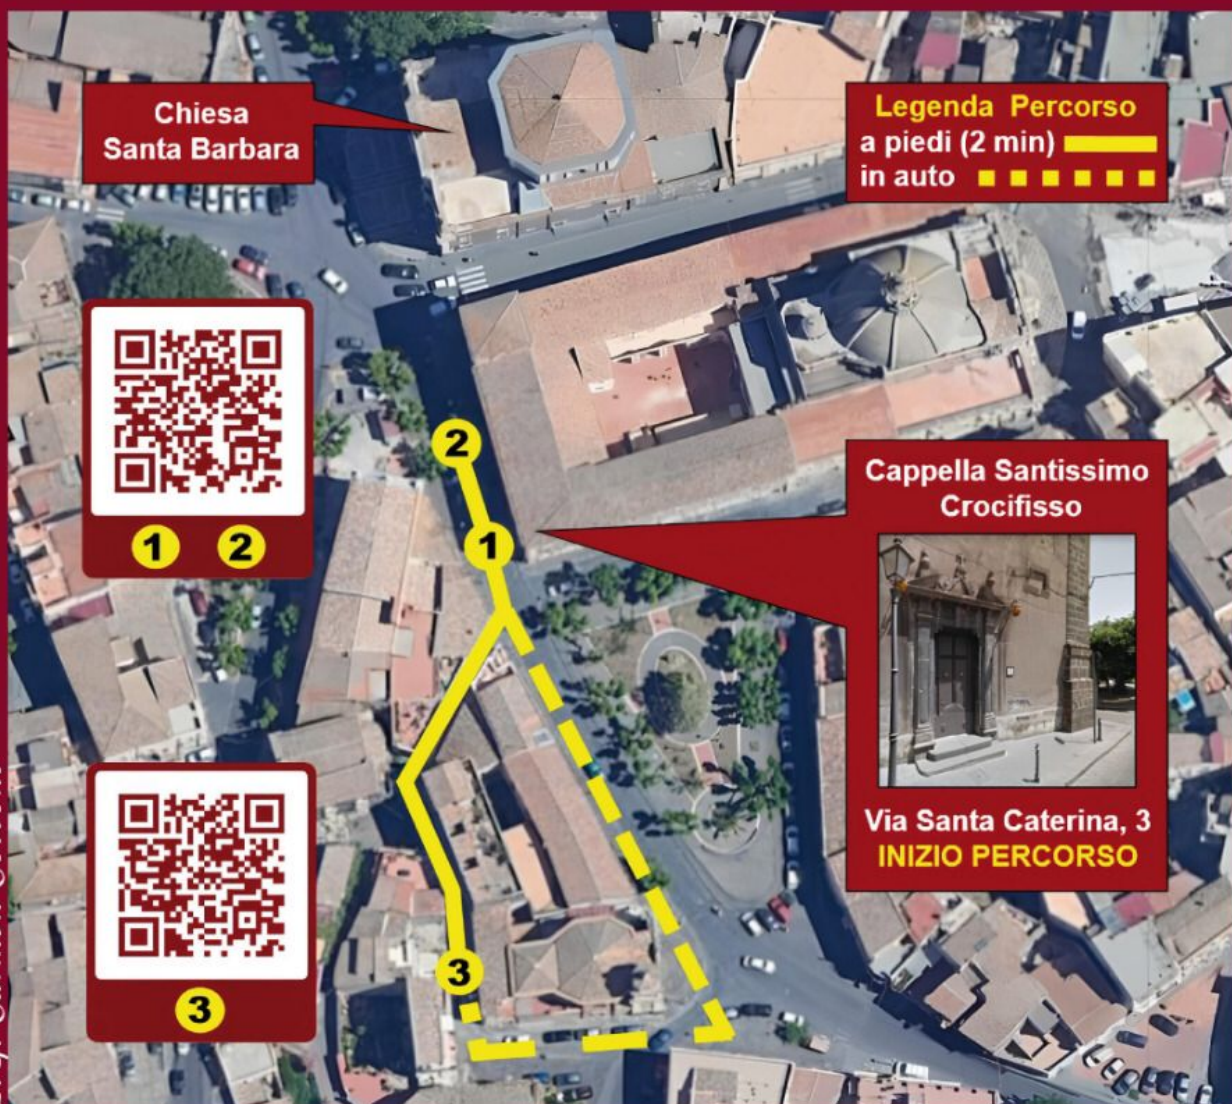 Chiesa
Santa Barbara
Legenda Percorso
a piedi (2 min)
in auto
2
1
1 2
Cappella Santissimo
Crocifisso
Via Santa Caterina, 3
INIZIO PERCORSO
3
3